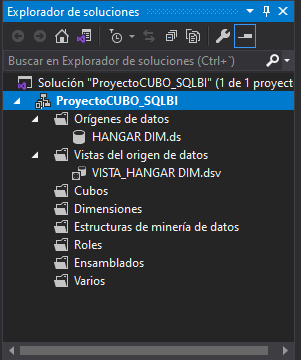 Explorador de soluciones
Buscar en Explorador de soluciones (Ctrl+¨)
Solución "ProyectoCUBO_SQLBI" (1 de 1 proyecto
ProyectoCUBO_SQLBI
Orígenes de datos
HANGAR DIM.ds
Vistas del origen de datos
VISTA_HANGAR DIM.dsv
Cubos
Dimensiones
Estructuras de minería de datos
Roles
Ensamblados
Varios